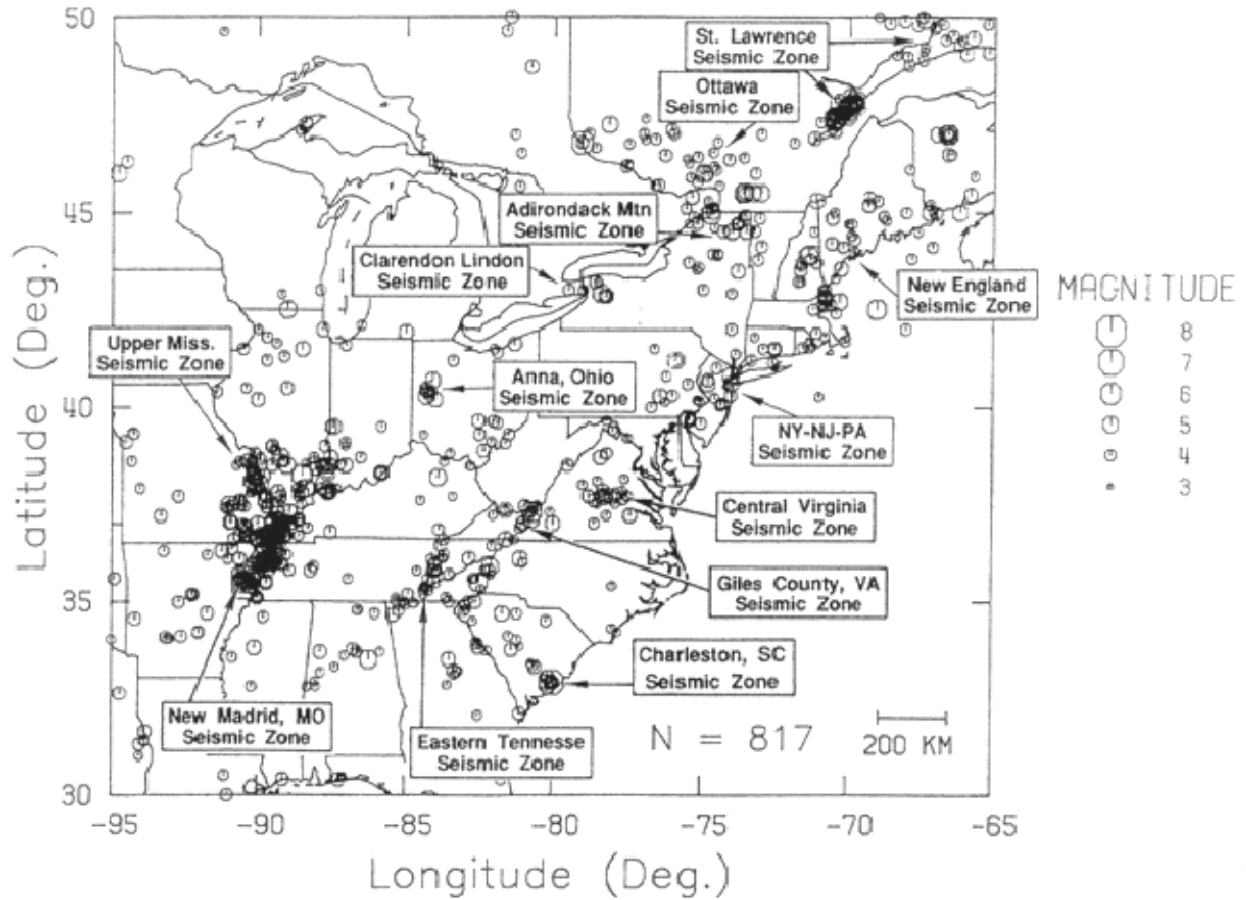 50
45
40
35
30
Latitude (Deg.)
-95
-90
-85
-80
-75
-70
-65
Longitude (Deg.)
St. Lawrence
Seismic Zone
Ottawa
Seismic Zone
Adirondack Mtn
Seismic Zone
Clarendon Lindon
Seismic Zone
New England
Seismic Zone
Upper Miss.
Seismic Zone
Anna, Ohio
Seismic Zone
NY-NJ-PA
Seismic Zone
Central Virginia
Seismic Zone
Giles County, VA
Seismic Zone
Charleston, SC
Seismic Zone
New Madrid, MO
Seismic Zone
Eastern Tennesse
Seismic Zone
N = 817
200 KM
MAGNITUDE
8
7
6
5
4
3